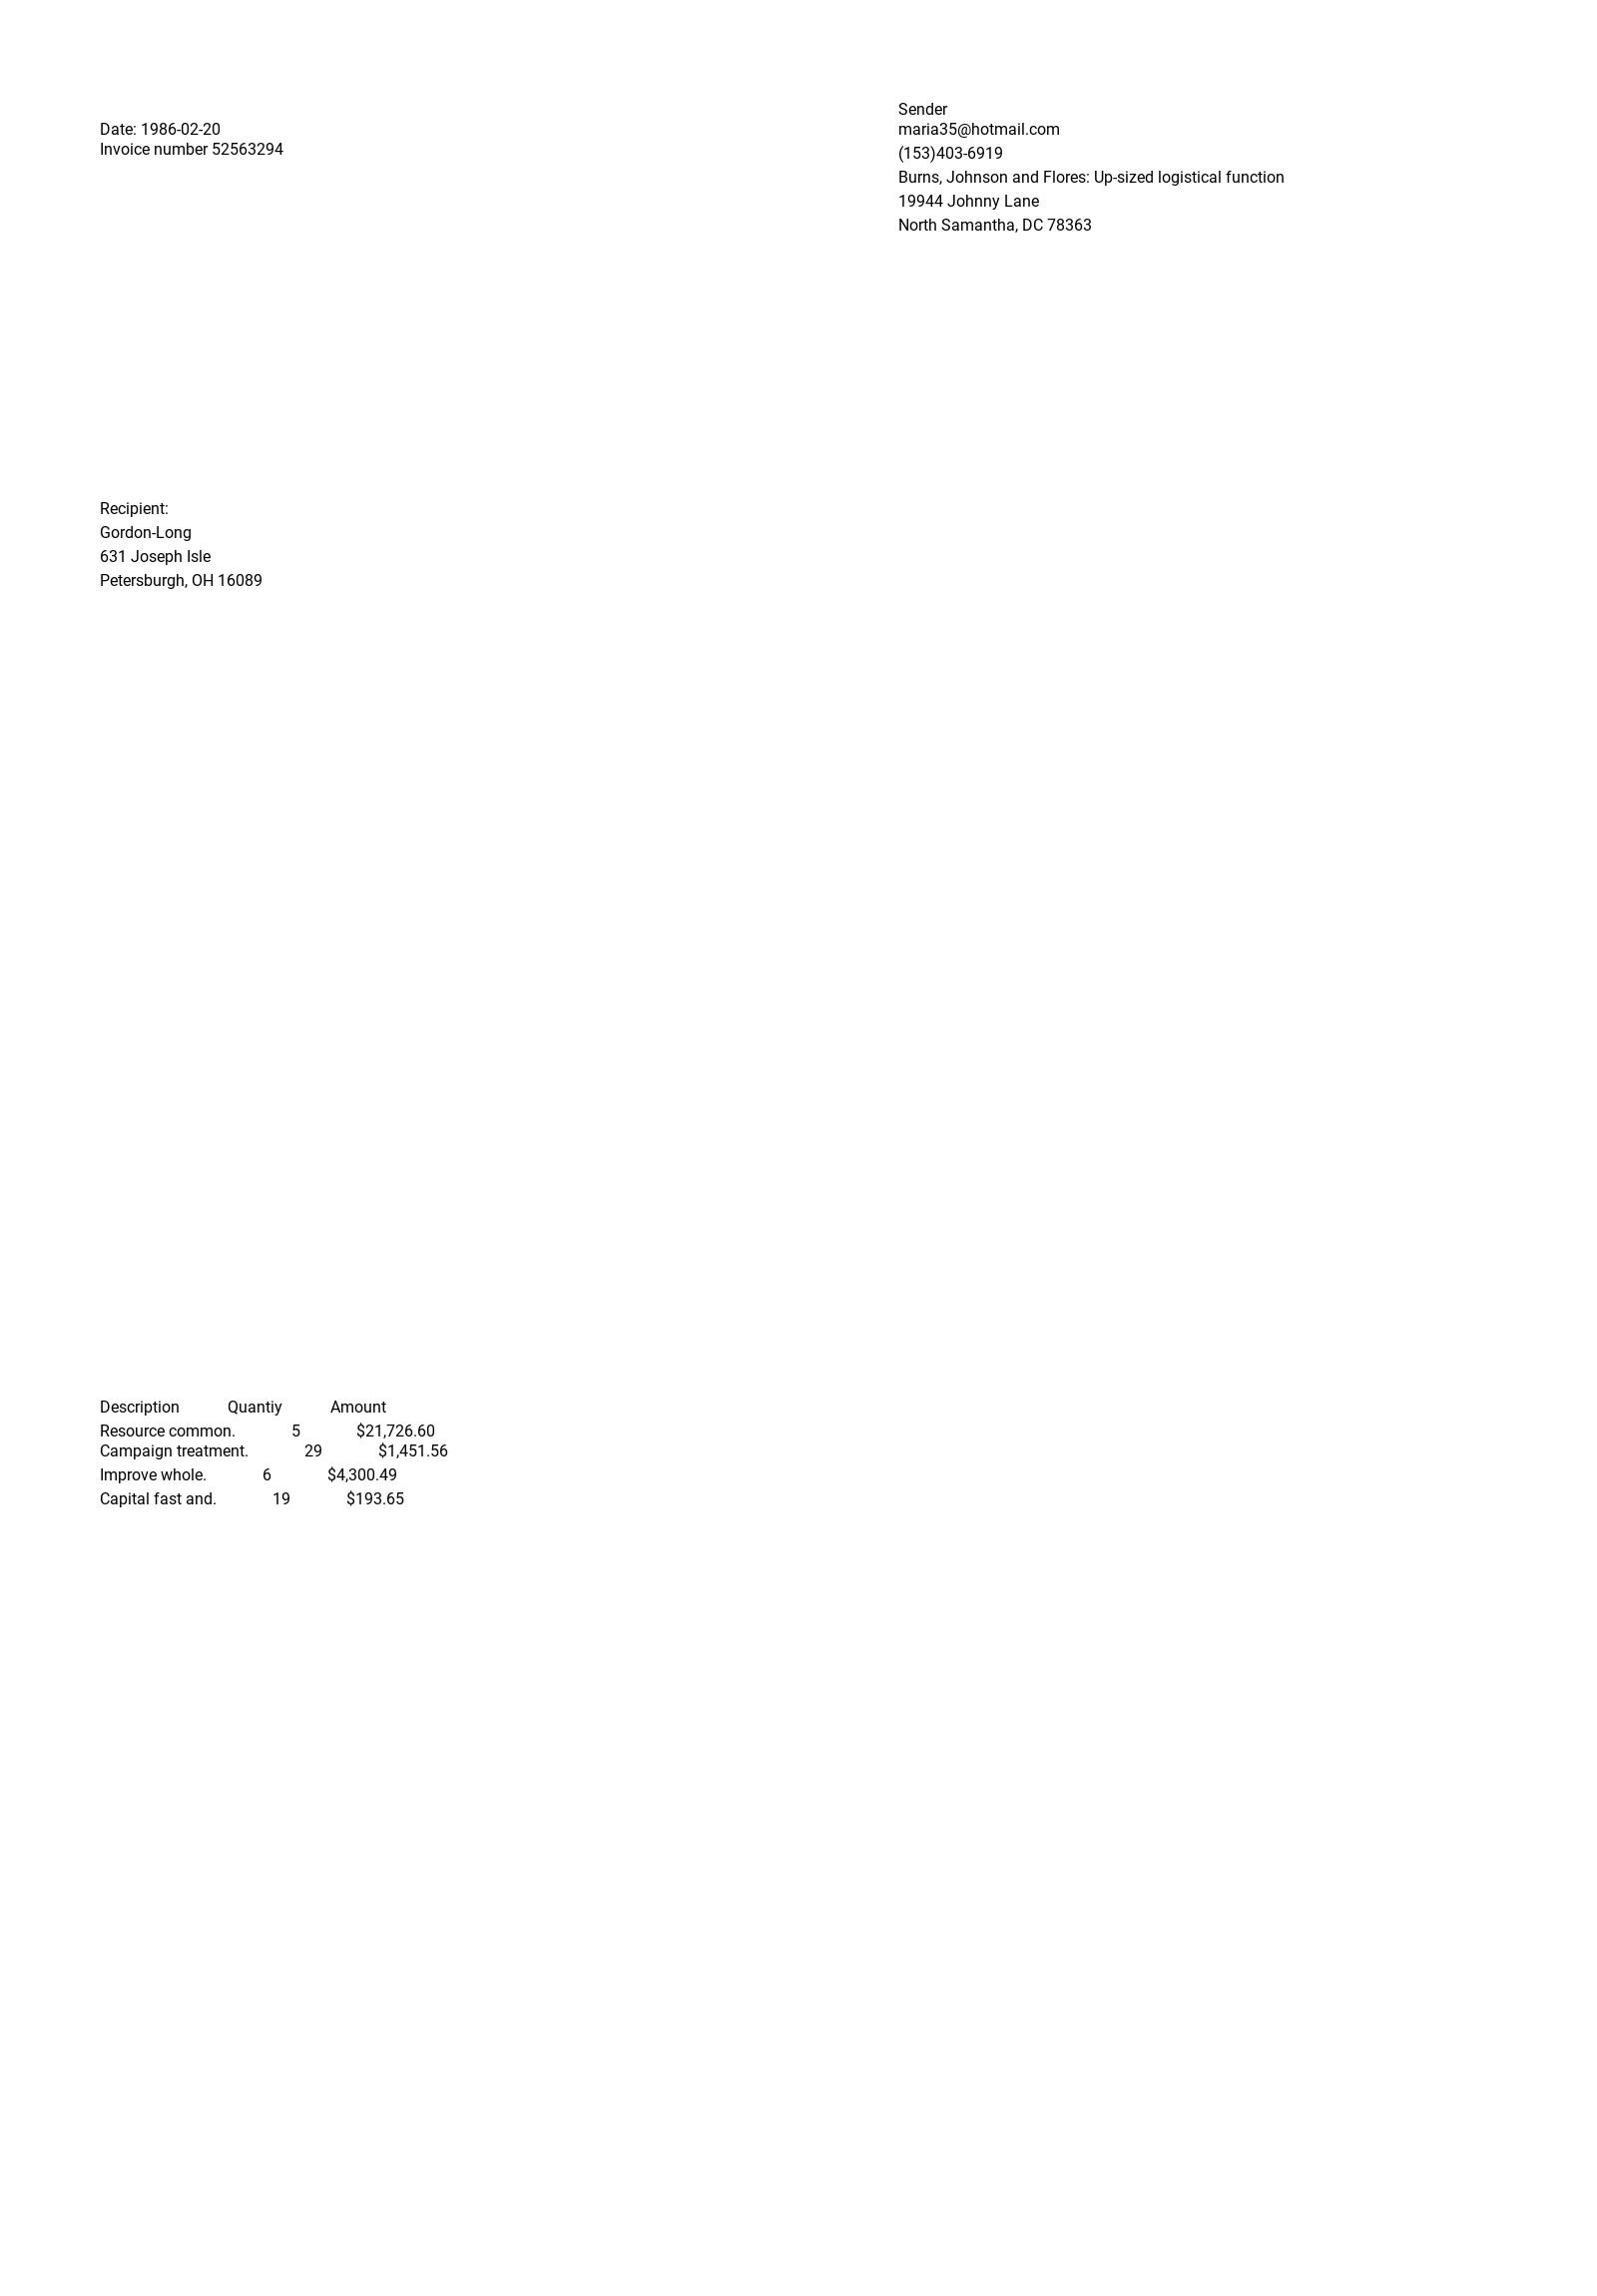 Sender
maria35@hotmail.com
(153)403-6919
Burns, Johnson and Flores: Up-sized logistical function
19944 Johnny Lane
North Samantha, DC 78363
Date: 1986-02-20
Invoice number 52563294
Recipient:
Gordon-Long
631 Joseph Isle
Petersburgh, OH 16089
Description Quantiy Amount
Resource common. 5 $21,726.60
Campaign treatment. 29 $1,451.56
Improve whole. 6 $4,300.49
Capital fast and. 19 $193.65